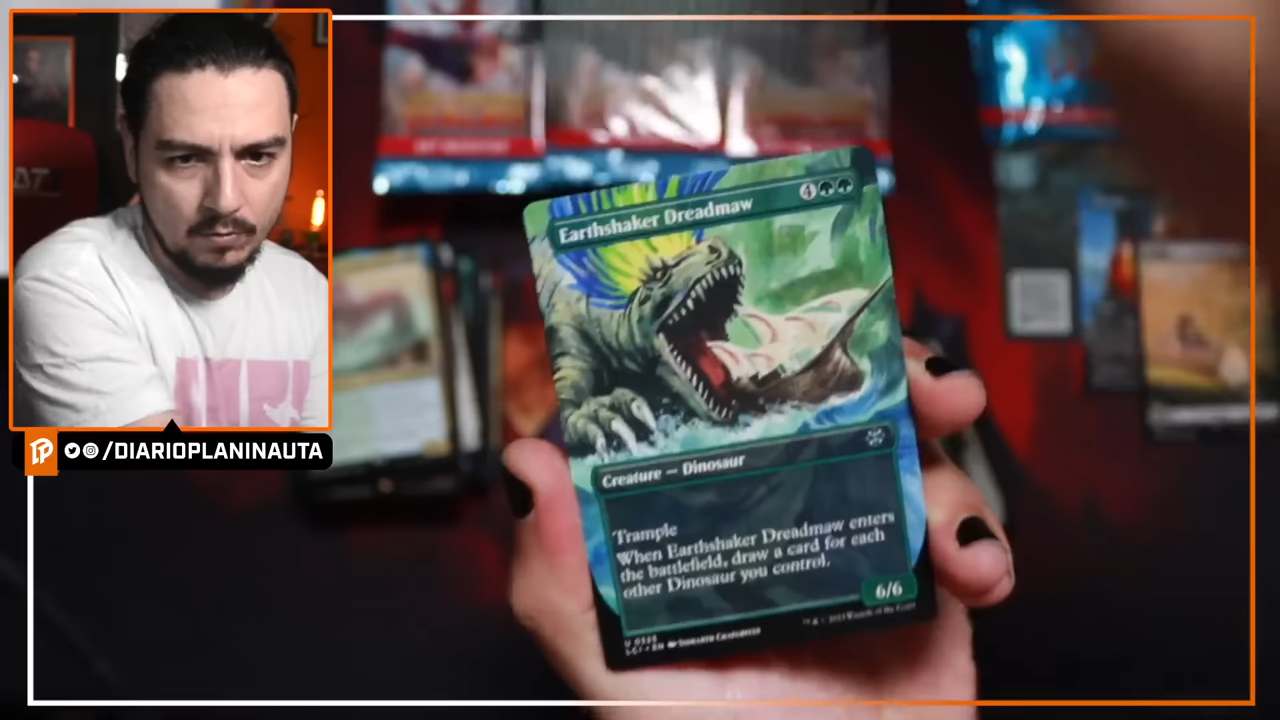 Earthshaker Dreadmaw
4
/DIARIOPLANINAUTA
Creature — Dinosaur
Trample
When Earthshaker Dreadmaw enters
the battlefield, draw a card for each
other Dinosaur you control.
6/6